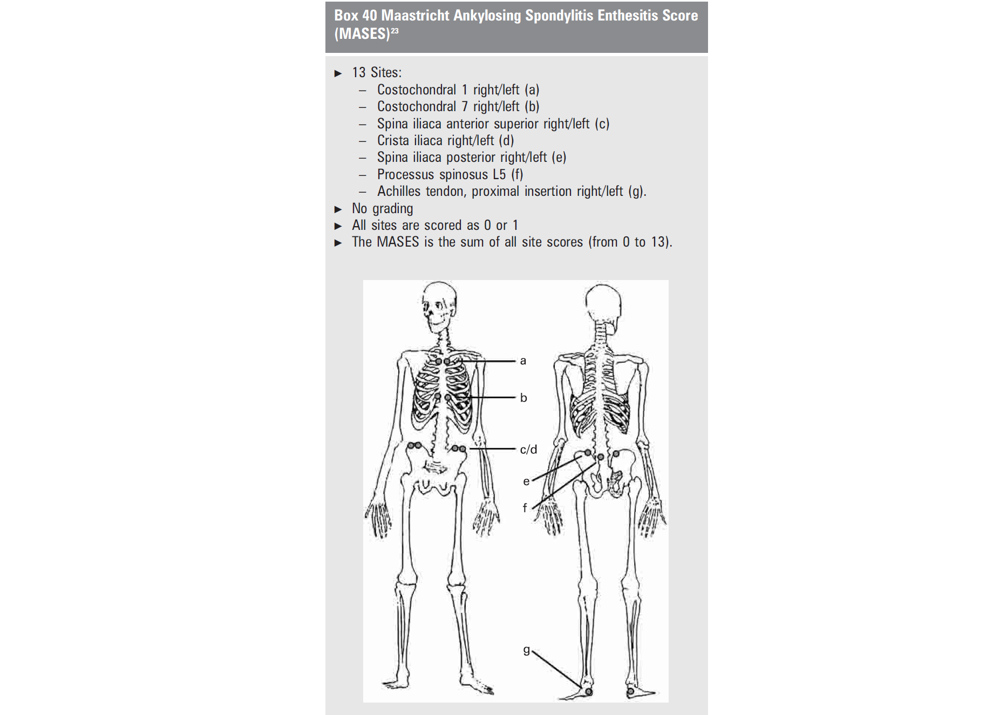 Box 40 Maastricht Ankylosing Spondylitis Enthesitis Score
(MASES)23
► 13 Sites:
– Costochondral 1 right/left (a)
– Costochondral 7 right/left (b)
– Spina iliaca anterior superior right/left (c)
– Crista iliaca right/left (d)
– Spina iliaca posterior right/left (e)
– Processus spinosus L5 (f)
– Achilles tendon, proximal insertion right/left (g).
► No grading
► All sites are scored as 0 or 1
► The MASES is the sum of all site scores (from 0 to 13).
a
b
c/d
e
f
g